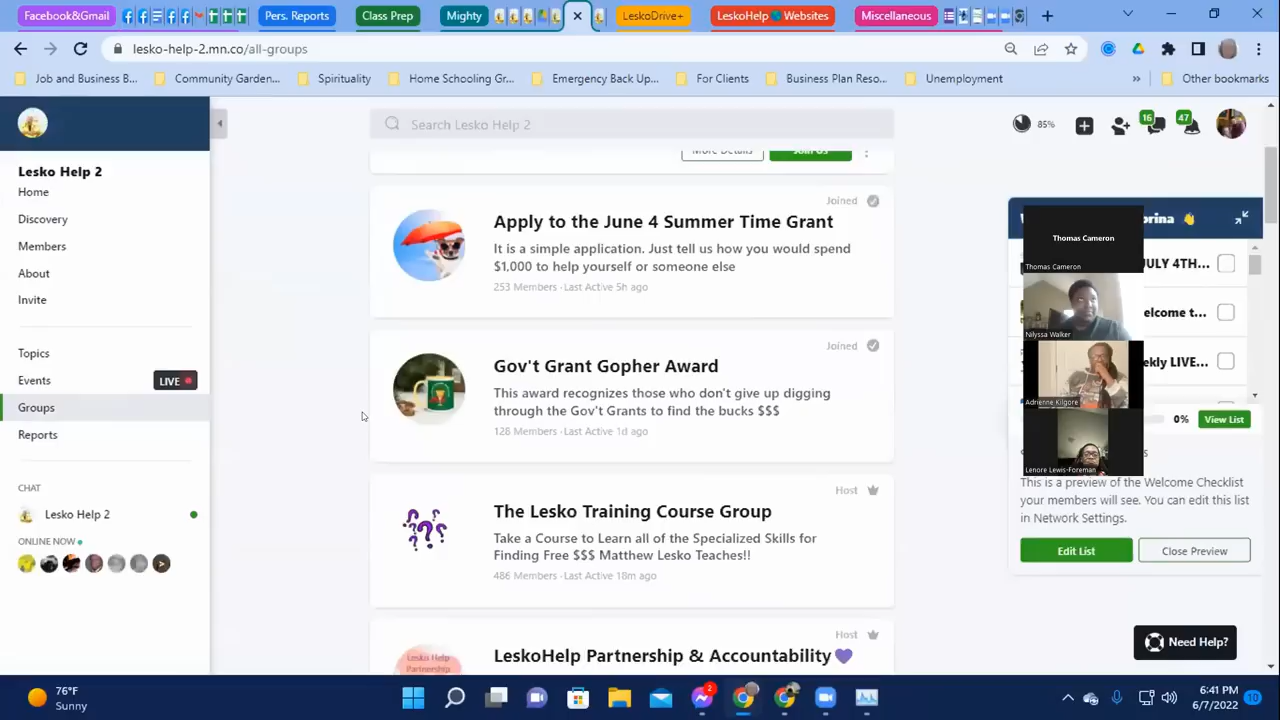 Facebook&Gmail
Pers. Reports
Class Prep
Mighty
LeskoDrive+
LeskoHelp Websites
Miscellaneous
lesko-help-2.mn.co/all-groups
Job and Business B...
Community Garden...
Spirituality
Home Schooling Gr...
Emergency Back Up...
For Clients
Business Plan Reso...
Unemployment
»
Other bookmarks
Search Lesko Help 2
85%
16
47
Lesko Help 2
Home
Discovery
Members
About
Invite
Topics
Events
LIVE
Groups
Reports
CHAT
Lesko Help 2
ONLINE NOW
More Details
Join Us
Joined
Apply to the June 4 Summer Time Grant
It is a simple application. Just tell us how you would spend
$1,000 to help yourself or someone else
253 Members · Last Active 5h ago
Joined
Gov't Grant Gopher Award
This award recognizes those who don't give up digging
through the Gov't Grants to find the bucks $$$
128 Members · Last Active 1d ago
Host
The Lesko Training Course Group
Take a Course to Learn all of the Specialized Skills for
Finding Free $$$ Matthew Lesko Teaches!!
486 Members · Last Active 18m ago
Host
LeskoHelp Partnership & Accountability 💜
Lesko Help
Partnership
Thomas Cameron
Thomas Cameron
Nilyssa Walker
Adrienne Kilgore
Lenore Lewis-Foreman
JULY 4TH...
0%
View List
This is a preview of the Welcome Checklist
your members will see. You can edit this list
in Network Settings.
Edit List
Close Preview
Need Help?
76°F
Sunny
2
6:41 PM
6/7/2022
10